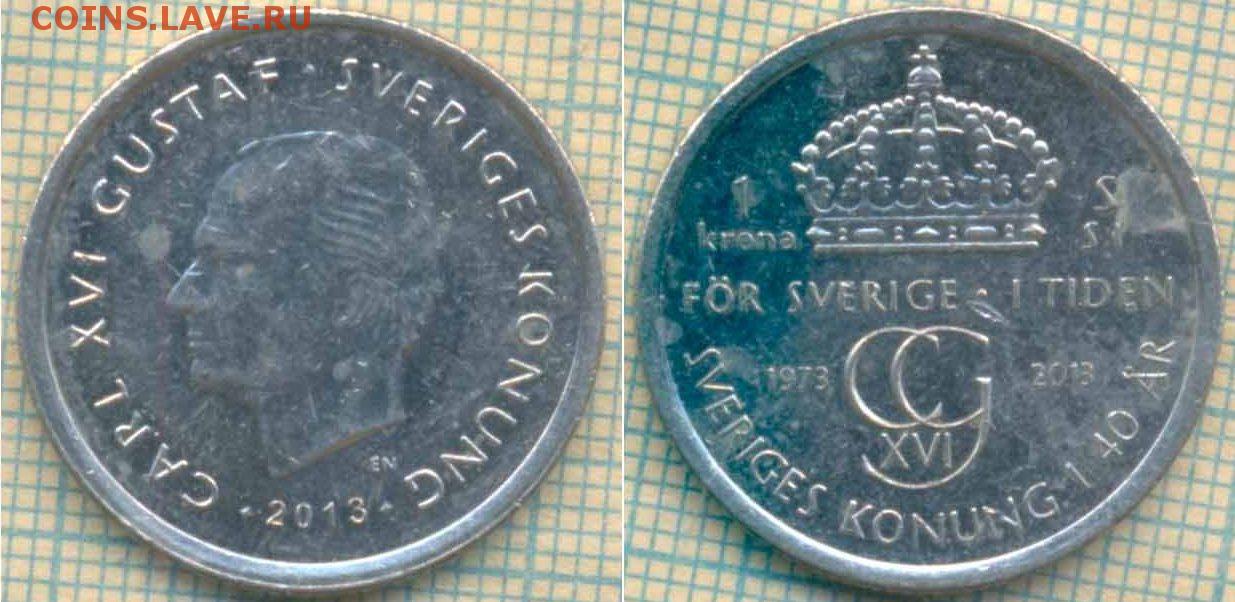 COINS.LAVE.RU
CARL XVI GUSTAF · SVERIGES KONUNG
EN
· 2013 ·
1
krona
S
FÖR SVERIGE · I TIDEN
1973
2013
CG
XVI
SVERIGES KONUNG I 40 ÅR